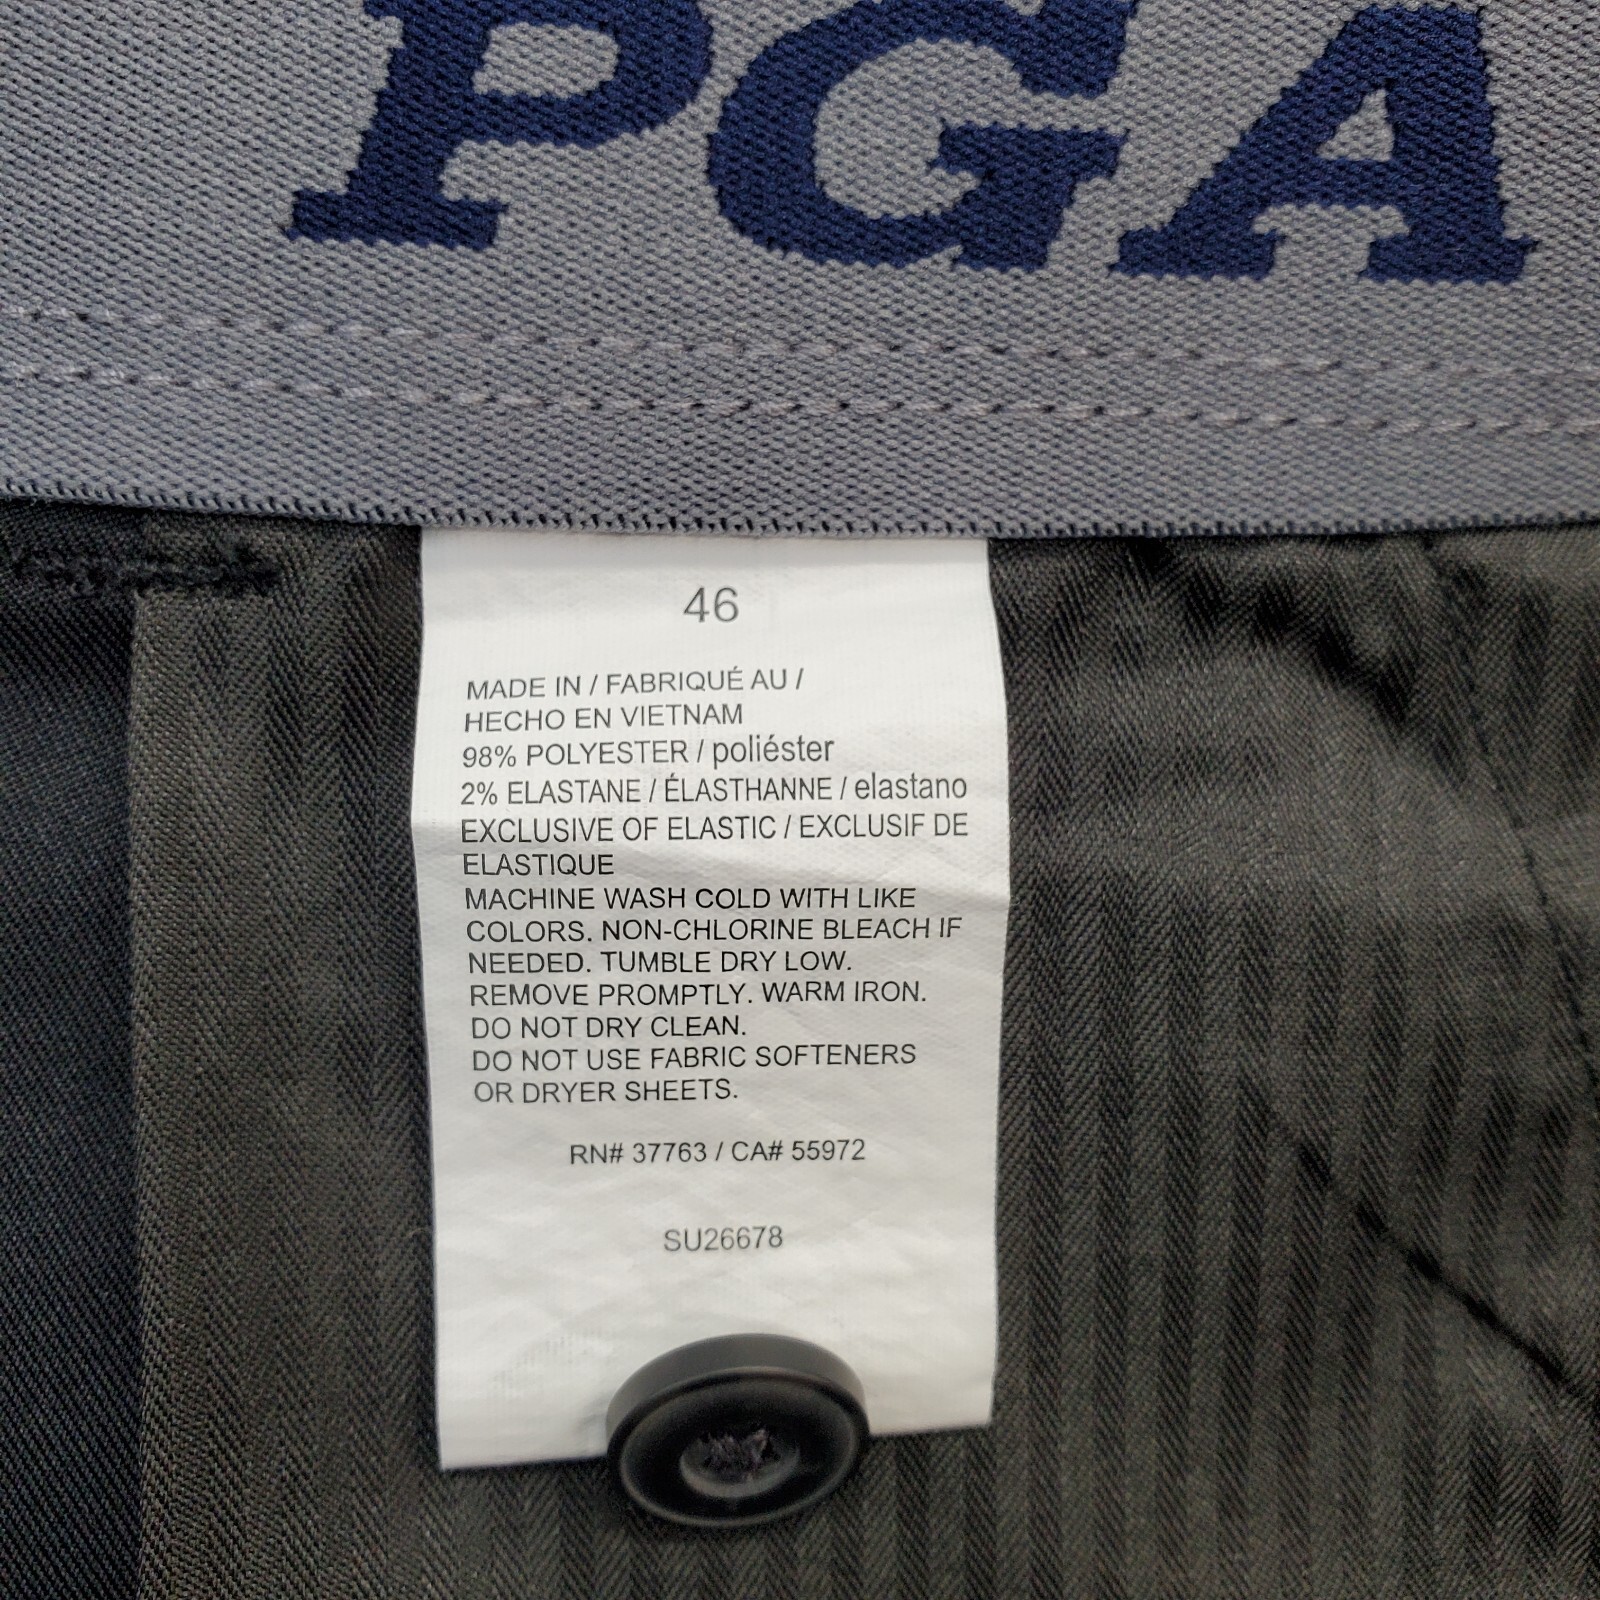 PGA
46
MADE IN / FABRIQUÉ AU /
HECHO EN VIETNAM
98% POLYESTER / poliéster
2% ELASTANE / ÉLASTHANNE / elastano
EXCLUSIVE OF ELASTIC / EXCLUSIF DE
ELASTIQUE
MACHINE WASH COLD WITH LIKE
COLORS. NON-CHLORINE BLEACH IF
NEEDED. TUMBLE DRY LOW.
REMOVE PROMPTLY. WARM IRON.
DO NOT DRY CLEAN.
DO NOT USE FABRIC SOFTENERS
OR DRYER SHEETS.
RN# 37763 / CA# 55972
SU26678